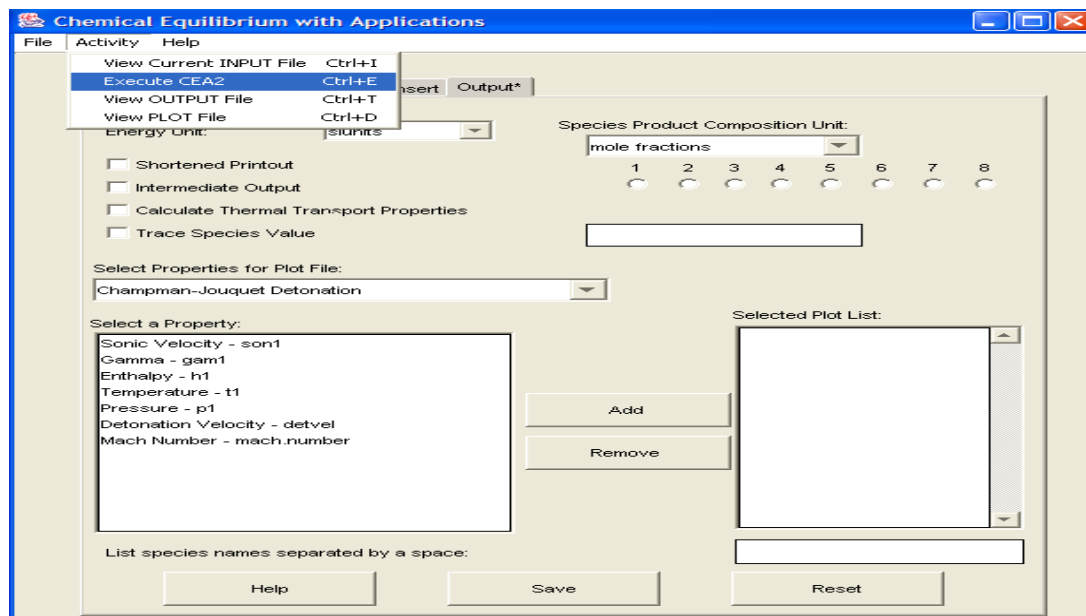 Chemical Equilibrium with Applications
File Activity Help
View Current INPUT File Ctrl+I
Execute CEA2 Ctrl+E
View OUTPUT File Ctrl+T
View PLOT File Ctrl+D
nsert Output*
Energy Unit: siunits
Species Product Composition Unit:
mole fractions
Shortened Printout
1 2 3 4 5 6 7 8
Intermediate Output
Calculate Thermal Transport Properties
Trace Species Value
Select Properties for Plot File:
Champman-Jouquet Detonation
Select a Property:
Selected Plot List:
Sonic Velocity - son1
Gamma - gam1
Enthalpy - h1
Temperature - t1
Pressure - p1
Detonation Velocity - detvel
Mach Number - mach.number
Add
Remove
List species names separated by a space:
Help Save Reset